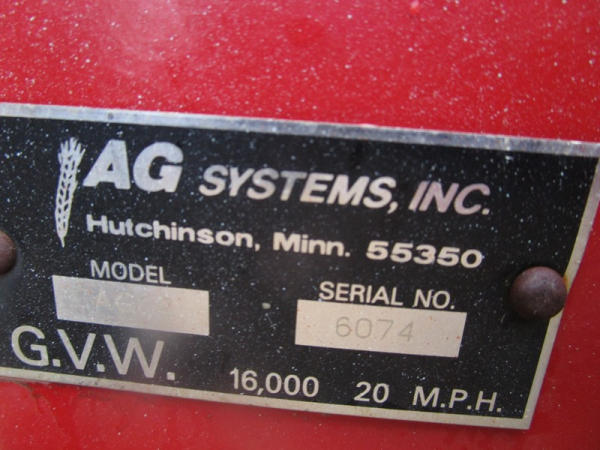 AG SYSTEMS, INC.
Hutchinson, Minn. 55350
MODEL
SERIAL NO.
6074
G.V.W. 16,000 20 M.P.H.